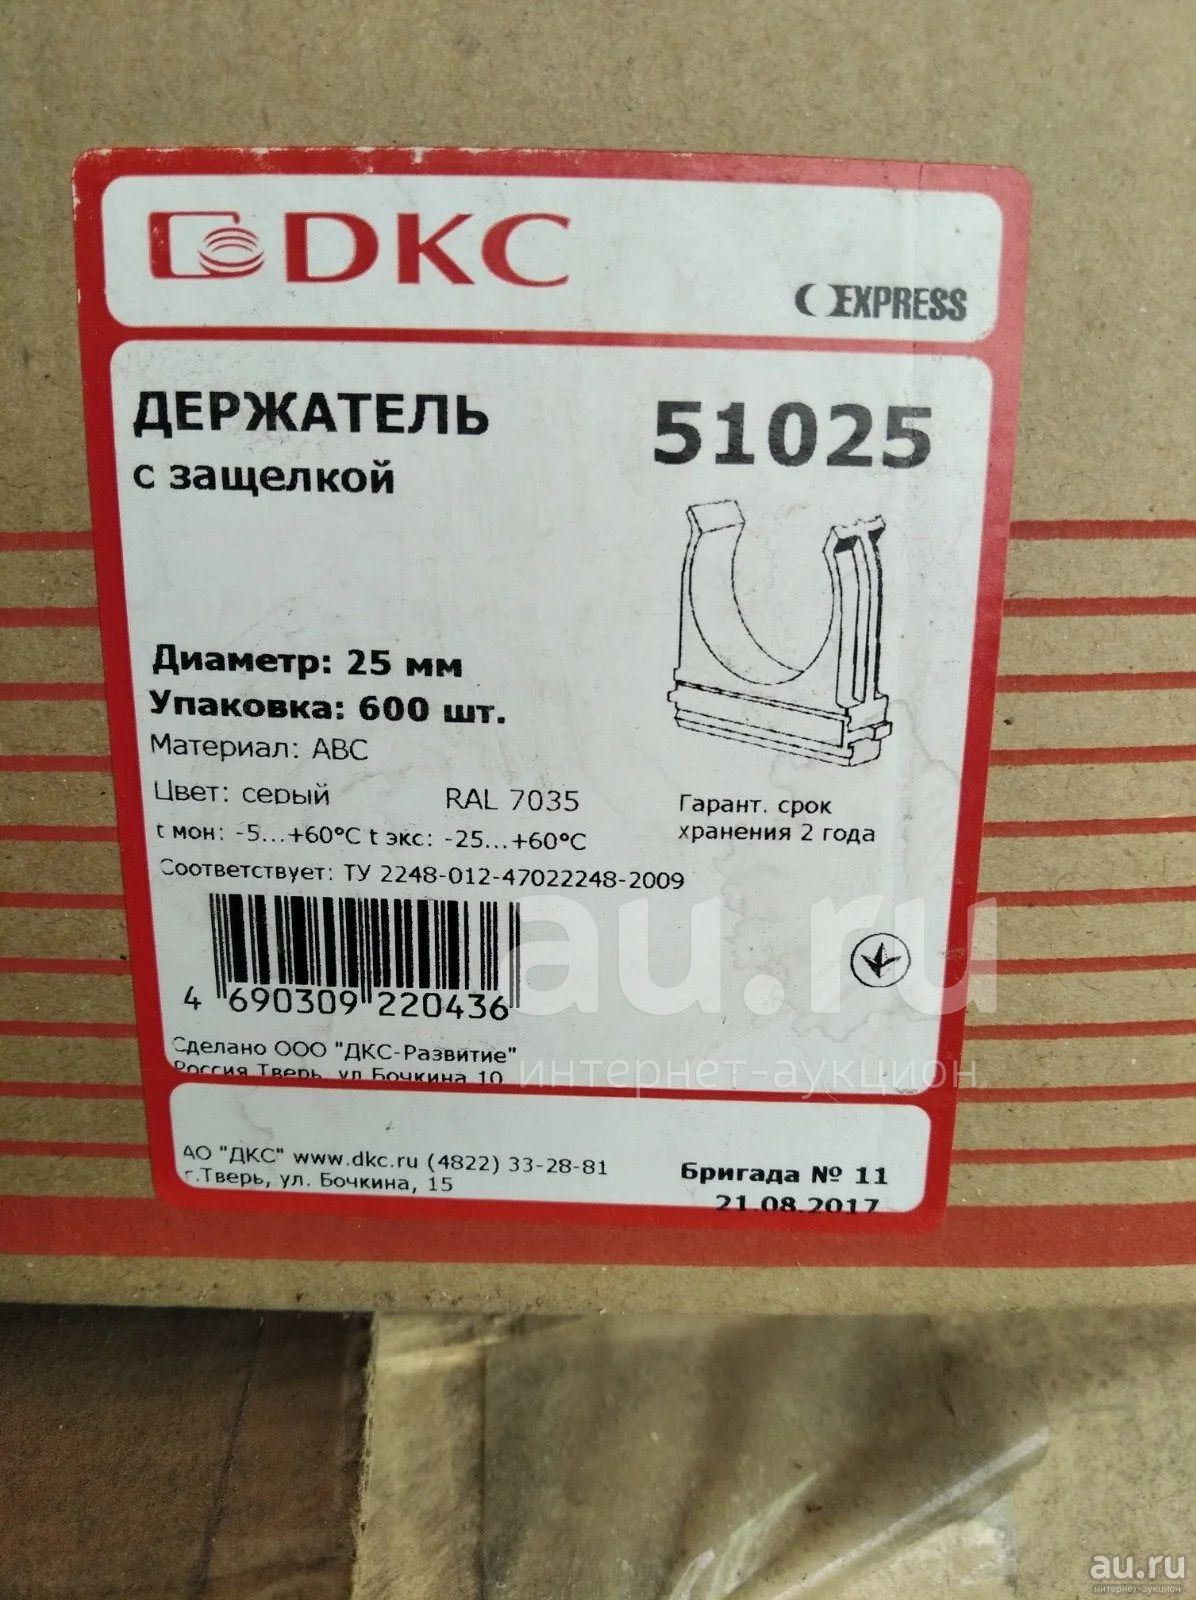 DKC
EXPRESS
ДЕРЖАТЕЛЬ
с защелкой
51025
Диаметр: 25 мм
Упаковка: 600 шт.
Материал: АВС
Цвет: серый RAL 7035
t мон: -5...+60°C t экс: -25...+60°C
Гарант. срок
хранения 2 года
Соответствует: ТУ 2248-012-47022248-2009
4 690309 220436
Сделано ООО "ДКС-Развитие"
Россия Тверь, ул Бочкина 10
АО "ДКС" www.dkc.ru (4822) 33-28-81
г.Тверь, ул. Бочкина, 15
Бригада № 11
21.08.2017
au.ru
интернет-аукцион
au.ru
интернет-аукцион